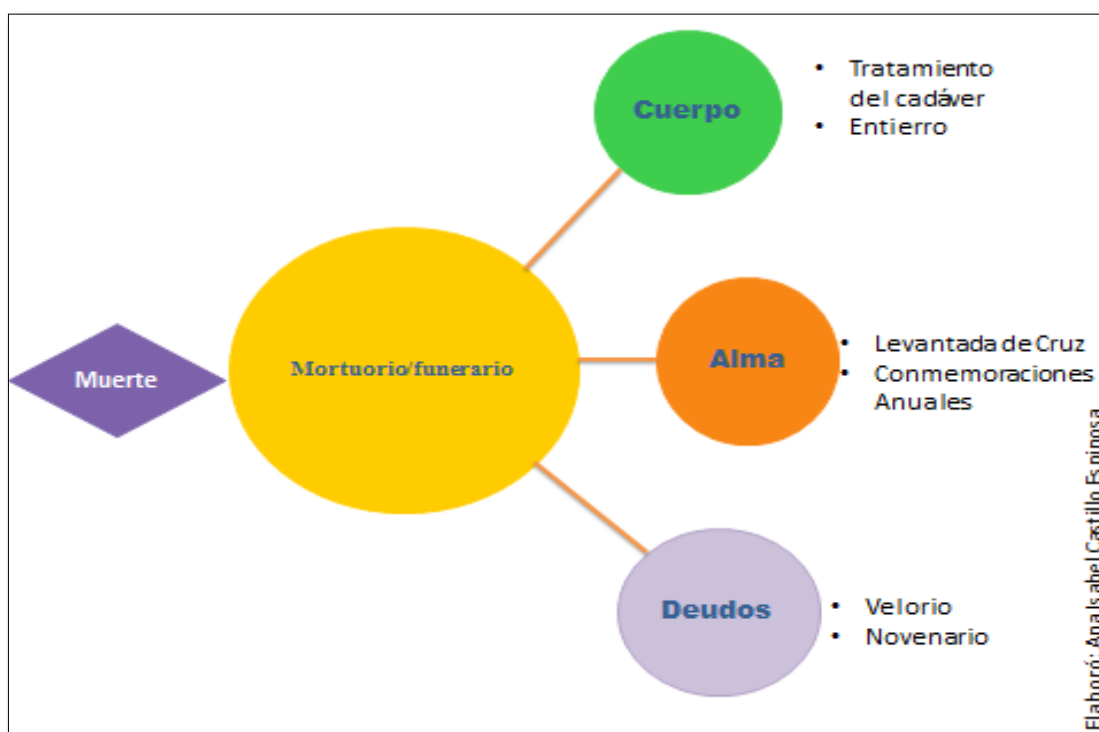 Muerte
Mortuorio/funerario
Cuerpo
• Tratamiento
del cadáver
• Entierro
Alma
• Levantada de Cruz
• Conmemoraciones
Anuales
Deudos
• Velorio
• Novenario
Elaboró: Ana Isabel Castillo Espinosa